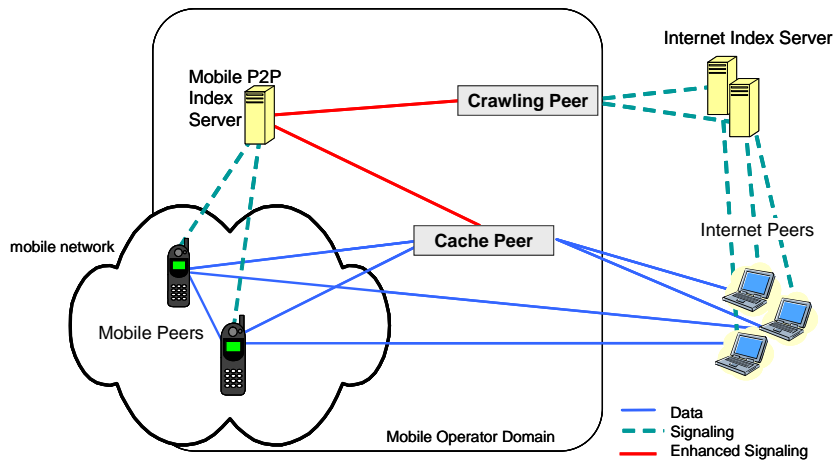 Internet Index Server
Mobile P2P
Index
Server
Crawling Peer
Internet Peers
mobile network
Cache Peer
Mobile Peers
Data
Signaling
Enhanced Signaling
Mobile Operator Domain